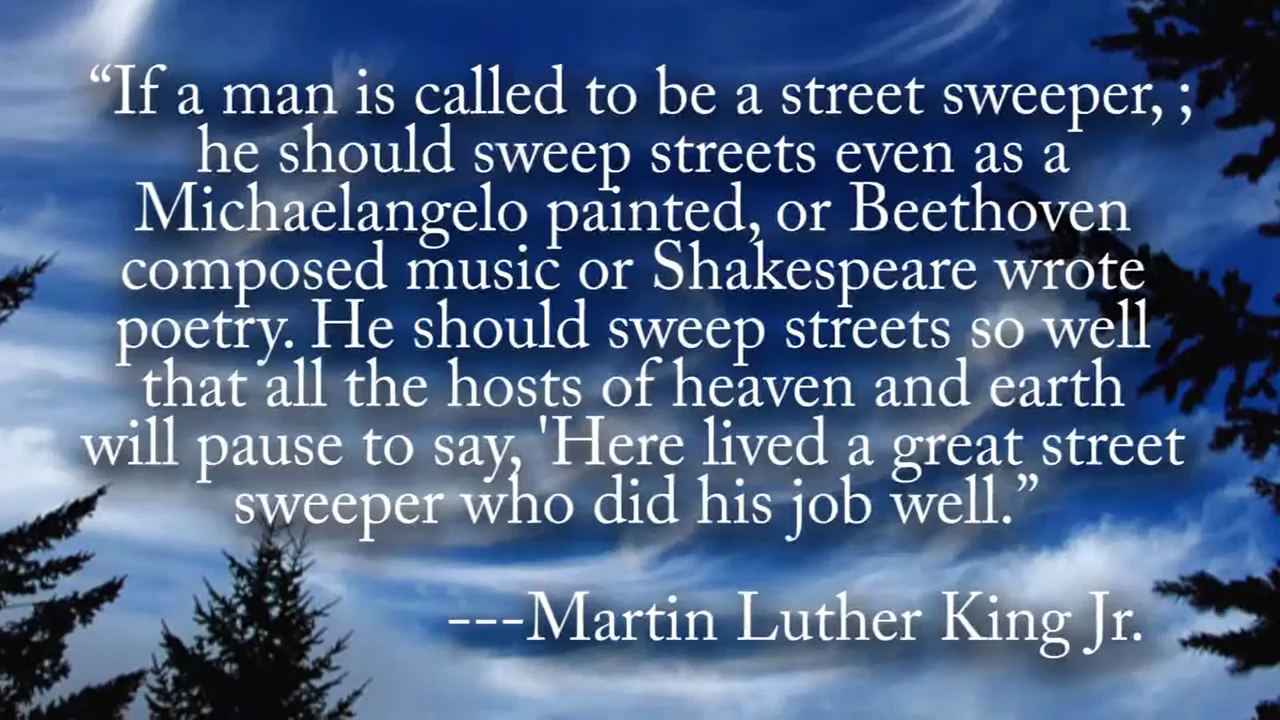 “If a man is called to be a street sweeper, ;
he should sweep streets even as a
Michaelangelo painted, or Beethoven
composed music or Shakespeare wrote
poetry. He should sweep streets so well
that all the hosts of heaven and earth
will pause to say, 'Here lived a great street
sweeper who did his job well.”
---Martin Luther King Jr.